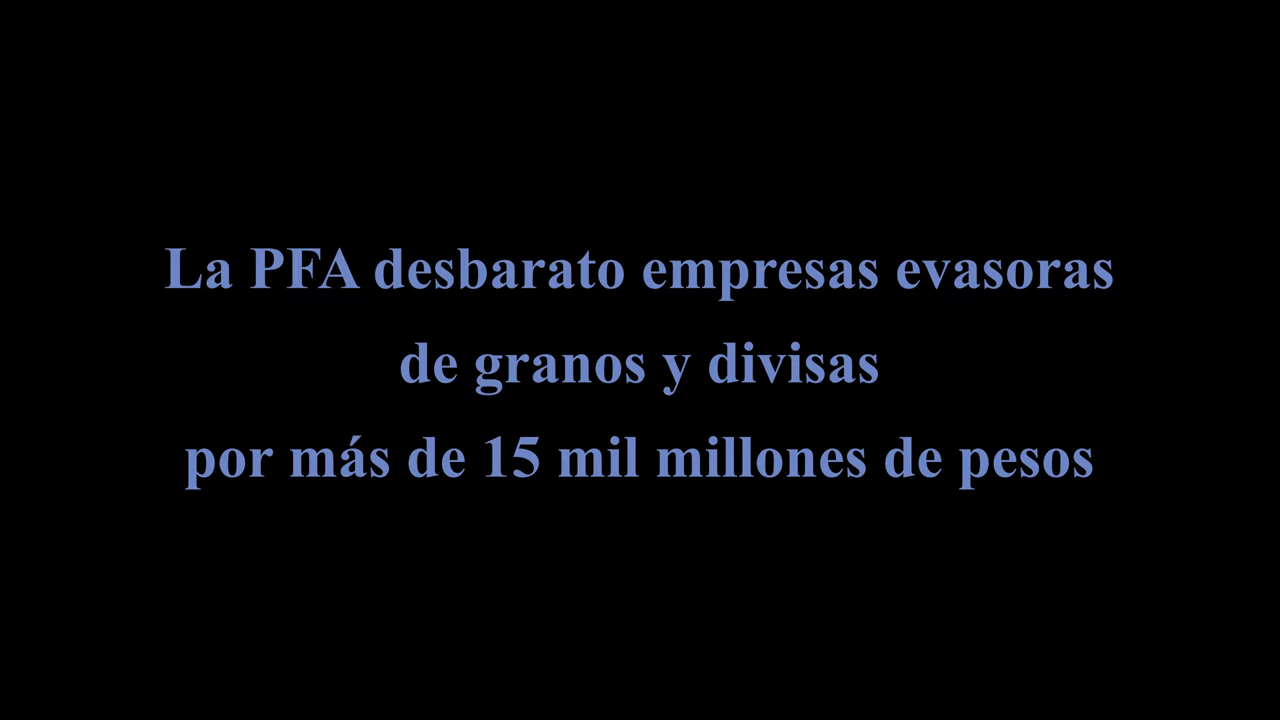 La PFA desbarato empresas evasoras
de granos y divisas
por más de 15 mil millones de pesos